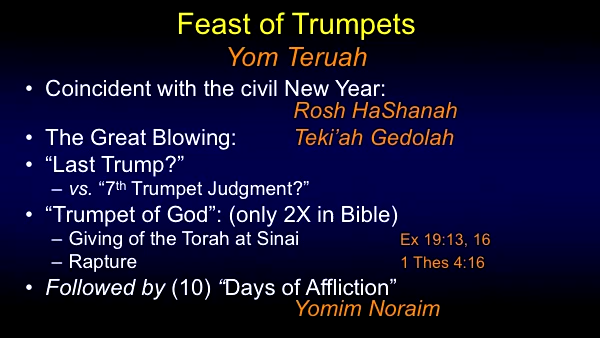 Feast of Trumpets
Yom Teruah
• Coincident with the civil New Year:
Rosh HaShanah
• The Great Blowing: Teki’ah Gedolah
• “Last Trump?”
– vs. “7th Trumpet Judgment?”
• “Trumpet of God”: (only 2X in Bible)
– Giving of the Torah at Sinai Ex 19:13, 16
– Rapture 1 Thes 4:16
• Followed by (10) “Days of Affliction”
Yomim Noraim